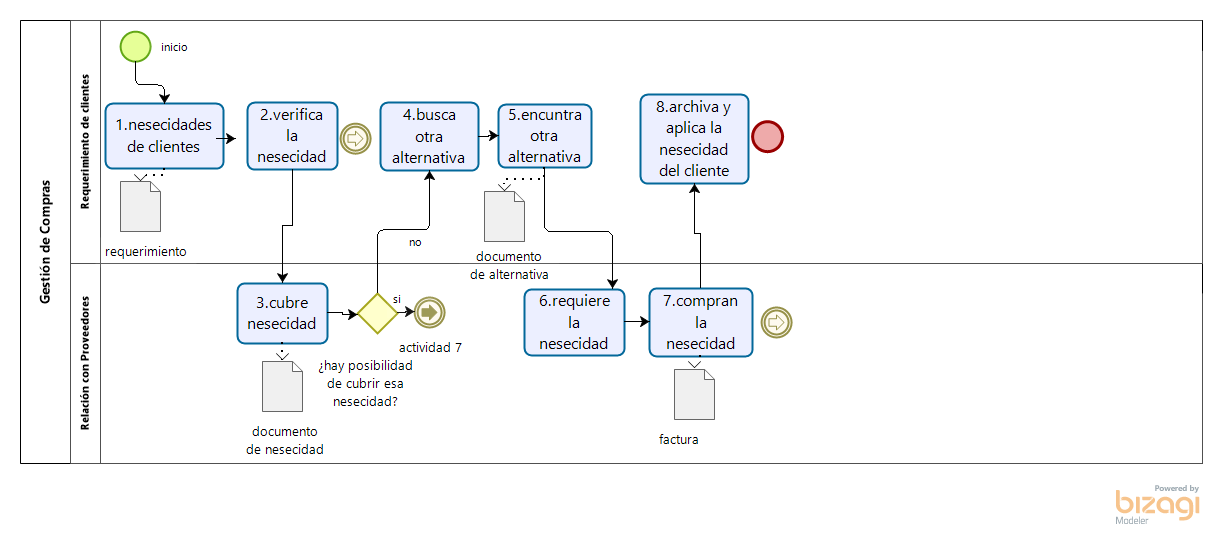 Gestión de Compras
Requerimiento de clientes
inicio
1.nesecidades
de clientes
requerimiento
2.verifica
la
nesecidad
4.busca
otra
alternativa
5.encuntra
otra
alternativa
documento
de alternativa
8.archiva y
aplica la
nesecidad
del cliente
no
Relación con Proveedores
3.cubre
nesecidad
documento
de nesecidad
si
actividad 7
¿hay posibilidad
de cubrir esa
nesecidad?
6.requiere
la
nesecidad
7.compran
la
nesecidad
factura
Powered by
bizagi
Modeler